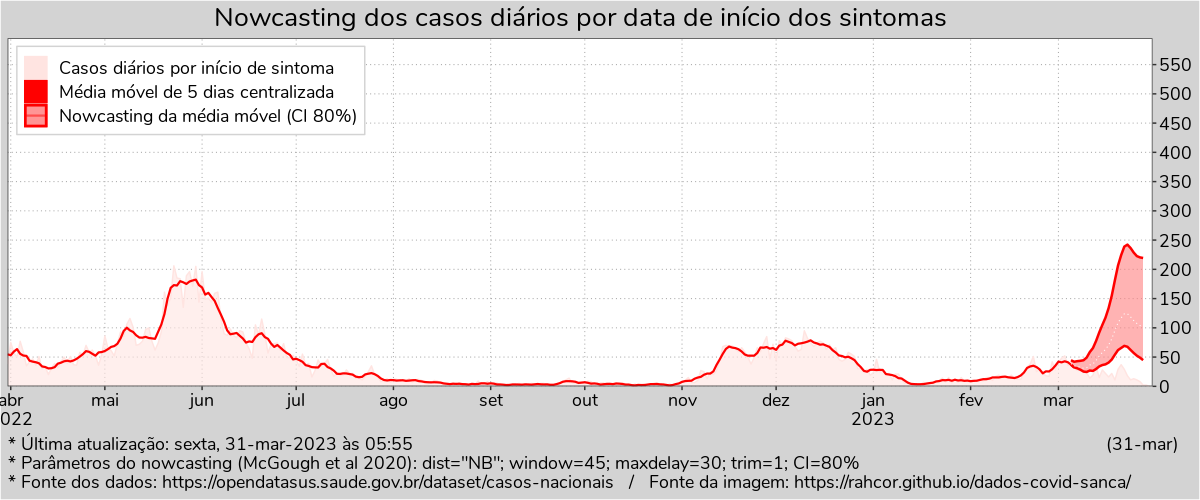 Nowcasting dos casos diários por data de início dos sintomas
Casos diários por início de sintoma
Média móvel de 5 dias centralizada
Nowcasting da média móvel (CI 80%)
550
500
450
400
350
300
250
200
150
100
50
0
abr mai jun jul ago set out nov dez jan fev mar
022 2023
* Última atualização: sexta, 31-mar-2023 às 05:55 (31-mar)
* Parâmetros do nowcasting (McGough et al 2020): dist="NB"; window=45; maxdelay=30; trim=1; CI=80%
* Fonte dos dados: https://opendatasus.saude.gov.br/dataset/casos-nacionais / Fonte da imagem: https://rahcor.github.io/dados-covid-sanca/